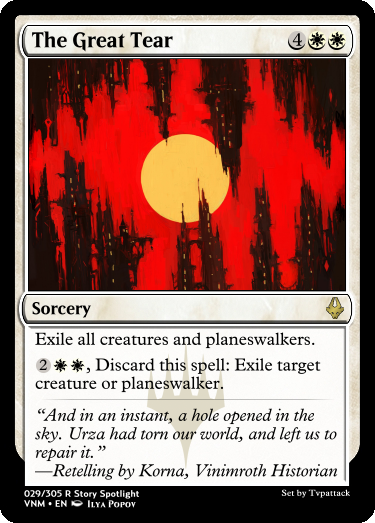 The Great Tear 4
Sorcery
Exile all creatures and planeswalkers.
2, Discard this spell: Exile target
creature or planeswalker.
“And in an instant, a hole opened in the
sky. Urza had torn our world, and left us to
repair it.”
—Retelling by Korna, Vinimroth Historian
029/305 R Story Spotlight
VNM • EN Ilya Popov
Set by Tvpattack